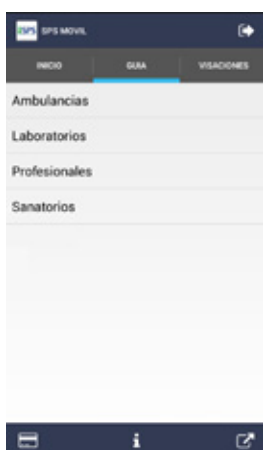 SPS MOVIL
INICIO GUIA VISACIONES
Ambulancias
Laboratorios
Profesionales
Sanatorios